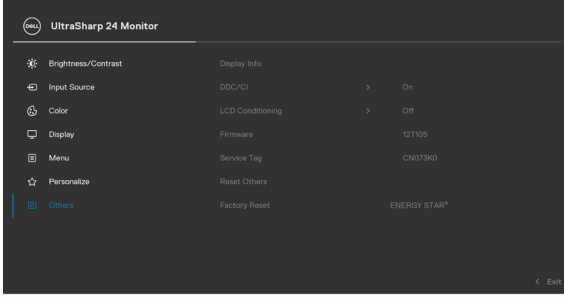 DELL UltraSharp 24 Monitor
Brightness/Contrast Display Info
Input Source DDC/CI > On
Color LCD Conditioning > Off
Display Firmware 12T105
Menu Service Tag CN073K0
Personalize Reset Others
Others Factory Reset ENERGY STAR®
< Exit